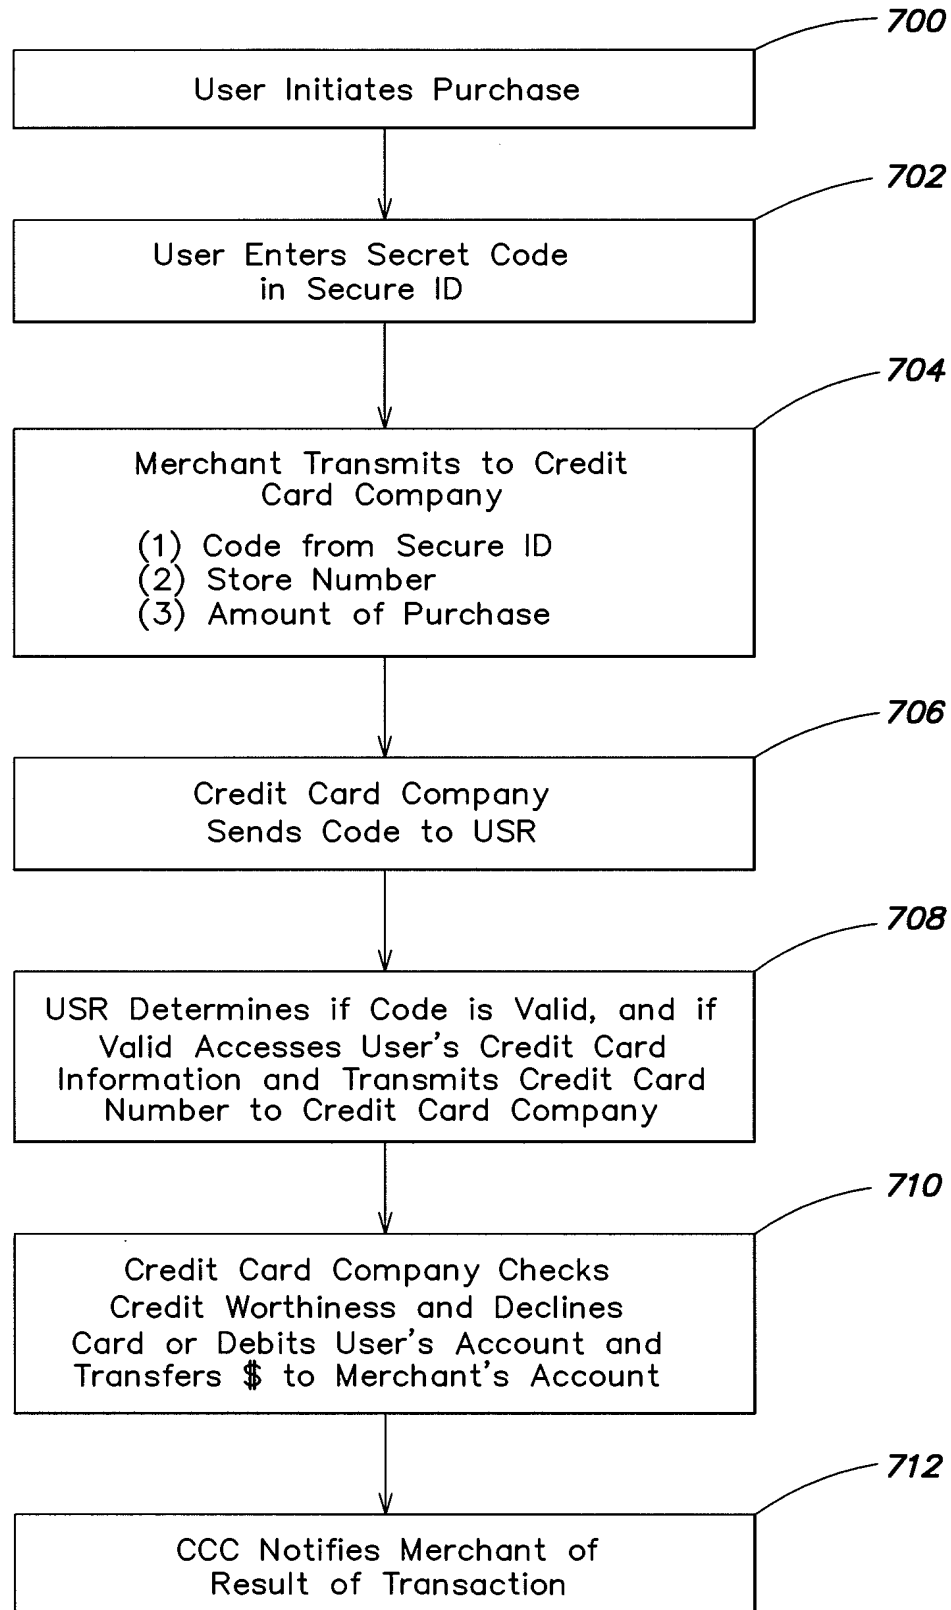 700
User Initiates Purchase
702
User Enters Secret Code
in Secure ID
704
Merchant Transmits to Credit
Card Company
(1) Code from Secure ID
(2) Store Number
(3) Amount of Purchase
706
Credit Card Company
Sends Code to USR
708
USR Determines if Code is Valid, and if
Valid Accesses User's Credit Card
Information and Transmits Credit Card
Number to Credit Card Company
710
Credit Card Company Checks
Credit Worthiness and Declines
Card or Debits User's Account and
Transfers $ to Merchant's Account
712
CCC Notifies Merchant of
Result of Transaction